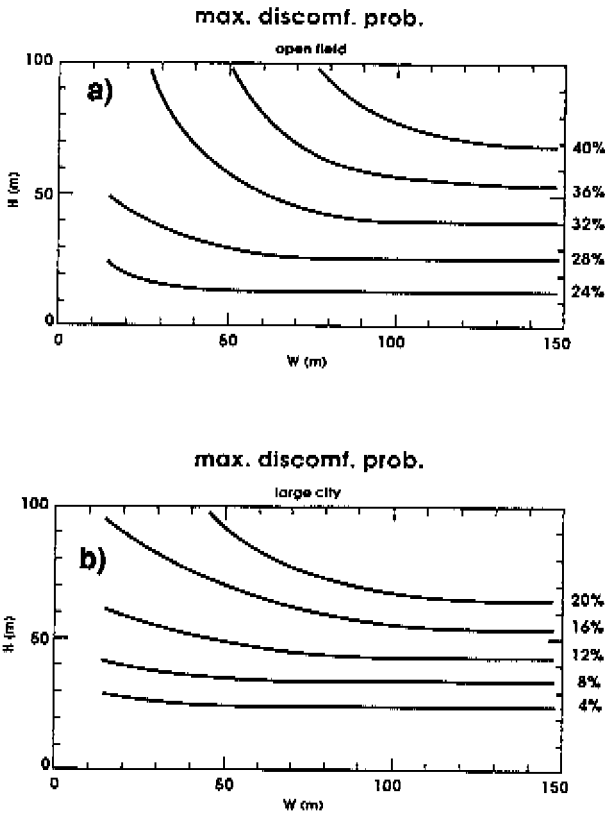 max. discomf. prob.
open field
100
a)
40%
36%
H (m)
50
32%
28%
24%
0
0
50
100
150
W (m)
max. discomf. prob.
large city
100
b)
20%
16%
H (m)
50
12%
8%
4%
0
0
50
100
150
W (m)